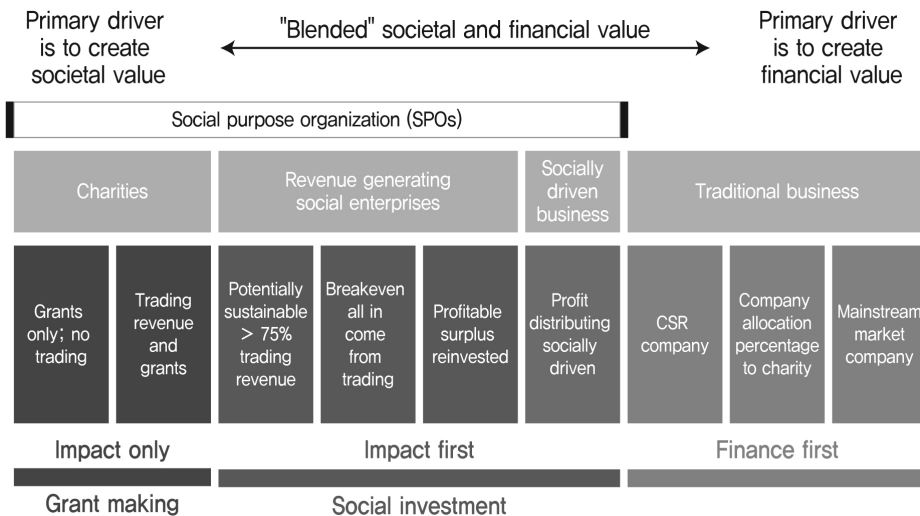 Primary driver
is to create
societal value
"Blended" societal and financial value
Primary driver
is to create
financial value
Social purpose organization (SPOs)
Charities
Revenue generating
social enterprises
Socially
driven
business
Traditional business
Grants
only; no
trading
Trading
revenue
and
grants
Potentially
sustainable
> 75%
trading
revenue
Breakeven
all in
come
from
trading
Profitable
surplus
reinvested
Profit
distributing
socially
driven
CSR
company
Company
allocation
percentage
to charity
Mainstream
market
company
Impact only
Impact first
Finance first
Grant making
Social investment